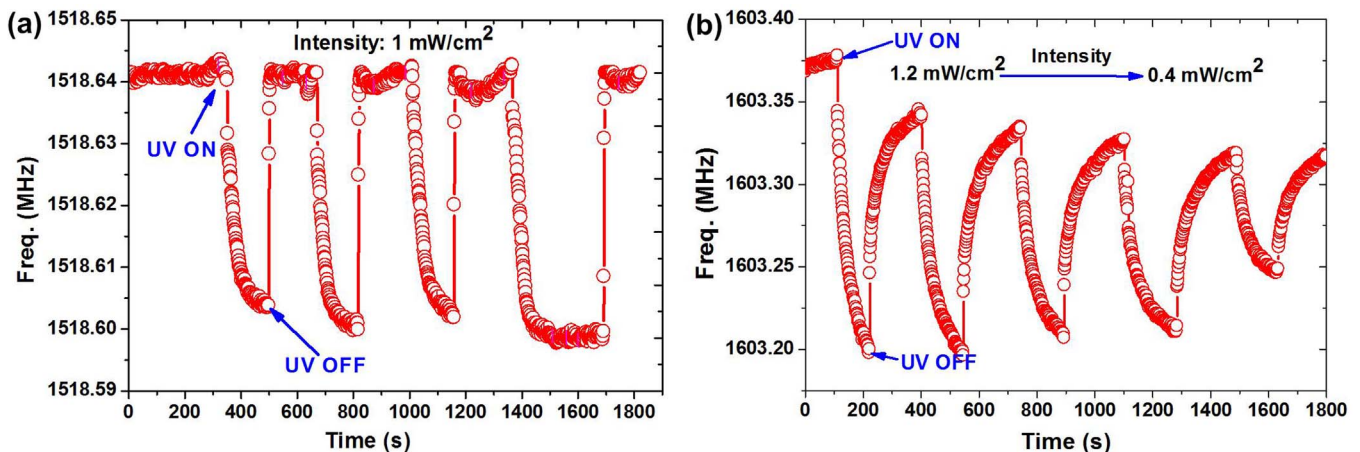 (a)
1518.65
1518.64
1518.63
1518.62
1518.61
1518.60
1518.59
Freq. (MHz)
Intensity: 1 mW/cm²
UV ON
UV OFF
0 200 400 600 800 1000 1200 1400 1600 1800
Time (s)
(b)
1603.40
1603.35
1603.30
1603.25
1603.20
Freq. (MHz)
UV ON
Intensity
1.2 mW/cm² 0.4 mW/cm²
UV OFF
0 200 400 600 800 1000 1200 1400 1600 1800
Time (s)